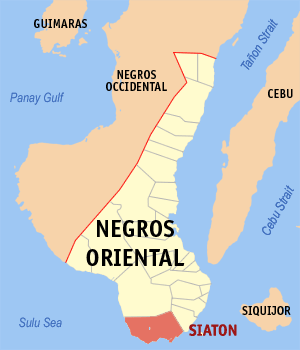 GUIMARAS
Tañon Strait
NEGROS
OCCIDENTAL
Panay Gulf
CEBU
Cebu Strait
NEGROS
ORIENTAL
SIQUIJOR
Sulu Sea
SIATON